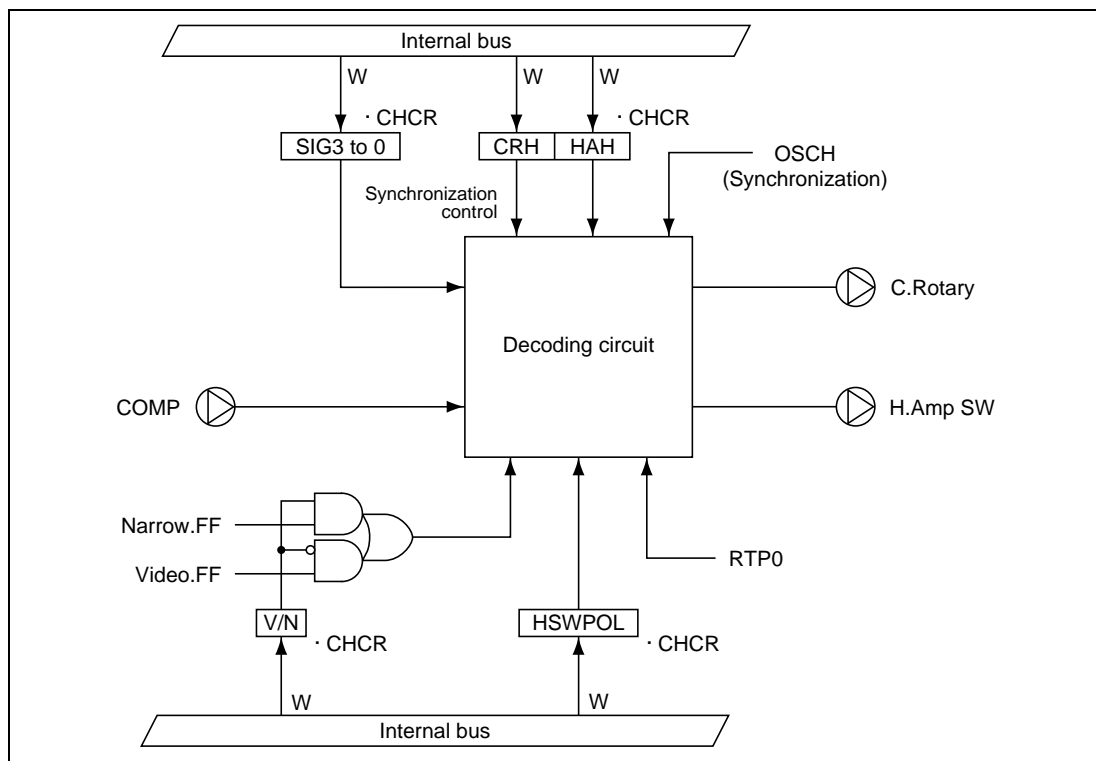 Internal bus
W
W
W
· CHCR
· CHCR
SIG3 to 0
CRH
HAH
OSCH
(Synchronization)
Synchronization
control
C.Rotary
Decoding circuit
COMP
H.Amp SW
Narrow.FF
Video.FF
RTP0
V/N
HSWPOL
· CHCR
· CHCR
W
W
Internal bus